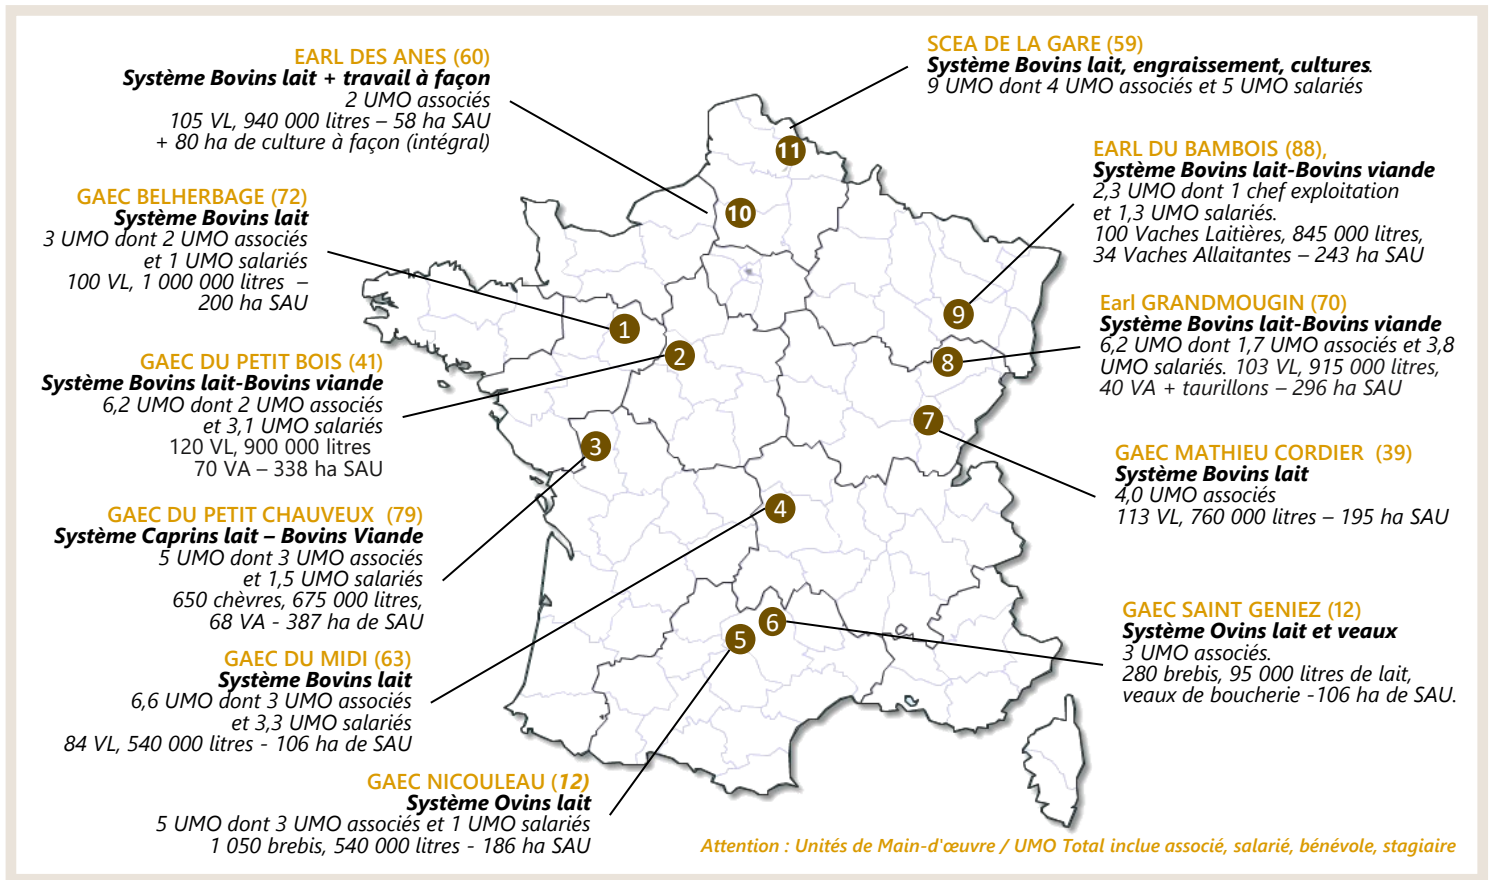 EARL DES ANES (60)
Système Bovins lait + travail à façon
2 UMO associés
105 VL, 940 000 litres – 58 ha SAU
+ 80 ha de culture à façon (intégral)
GAEC BELHERBAGE (72)
Système Bovins lait
3 UMO dont 2 UMO associés
et 1 UMO salariés
100 VL, 1 000 000 litres –
200 ha SAU
GAEC DU PETIT BOIS (41)
Système Bovins lait-Bovins viande
6,2 UMO dont 2 UMO associés
et 3,1 UMO salariés
120 VL, 900 000 litres
70 VA – 338 ha SAU
GAEC DU PETIT CHAUVEUX (79)
Système Caprins lait – Bovins Viande
5 UMO dont 3 UMO associés
et 1,5 UMO salariés
650 chèvres, 675 000 litres,
68 VA - 387 ha de SAU
GAEC DU MIDI (63)
Système Bovins lait
6,6 UMO dont 3 UMO associés
et 3,3 UMO salariés
84 VL, 540 000 litres - 106 ha de SAU
GAEC NICOULEAU (12)
Système Ovins lait
5 UMO dont 3 UMO associés et 1 UMO salariés
1 050 brebis, 540 000 litres - 186 ha SAU
11
10
9
1
2
8
7
3
4
6
5
SCEA DE LA GARE (59)
Système Bovins lait, engraissement, cultures.
9 UMO dont 4 UMO associés et 5 UMO salariés
EARL DU BAMBOIS (88),
Système Bovins lait-Bovins viande
2,3 UMO dont 1 chef exploitation
et 1,3 UMO salariés.
100 Vaches Laitières, 845 000 litres,
34 Vaches Allaitantes – 243 ha SAU
Earl GRANDMOUGIN (70)
Système Bovins lait-Bovins viande
6,2 UMO dont 1,7 UMO associés et 3,8
UMO salariés. 103 VL, 915 000 litres,
40 VA + taurillons – 296 ha SAU
GAEC MATHIEU CORDIER (39)
Système Bovins lait
4,0 UMO associés
113 VL, 760 000 litres – 195 ha SAU
GAEC SAINT GENIEZ (12)
Système Ovins lait et veaux
3 UMO associés.
280 brebis, 95 000 litres de lait,
veaux de boucherie -106 ha de SAU.
Attention : Unités de Main-d'œuvre / UMO Total inclue associé, salarié, bénévole, stagiaire